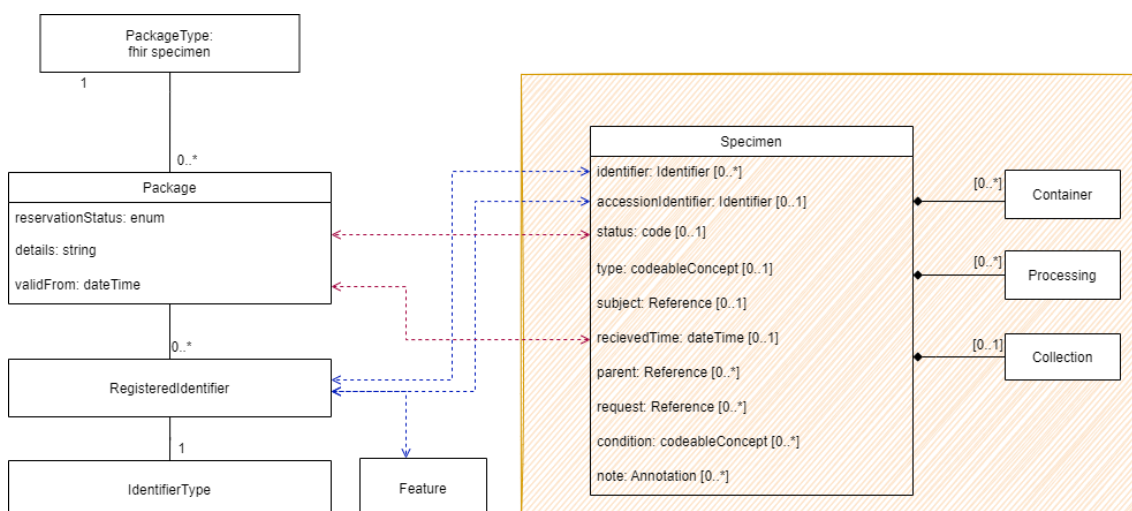 PackageType:
fhir specimen
1
0..*
Package
reservationStatus: enum
details: string
validFrom: dateTime
0..*
RegisteredIdentifier
1
IdentifierType
Feature
Specimen
identifier: Identifier [0..*]
accessionIdentifier: Identifier [0..1]
status: code [0..1]
type: codeableConcept [0..1]
subject: Reference [0..1]
recievedTime: dateTime [0..1]
parent: Reference [0..*]
request: Reference [0..*]
condition: codeableConcept [0..*]
note: Annotation [0..*]
[0..*]
Container
[0..*]
Processing
[0..1]
Collection